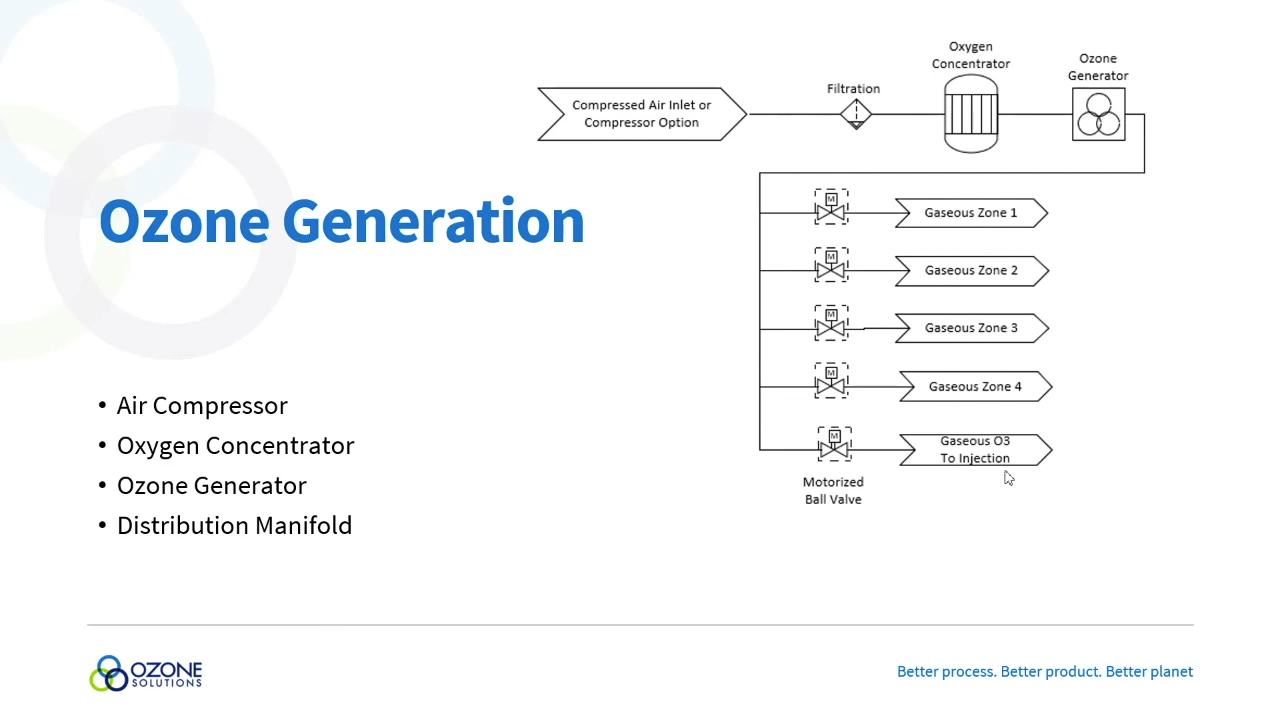 Oxygen
Concentrator
Ozone
Generator
Filtration
Compressed Air Inlet or
Compressor Option
Ozone Generation
M
Gaseous Zone 1
M
Gaseous Zone 2
M
Gaseous Zone 3
M
Gaseous Zone 4
M
Gaseous O3
To Injection
Motorized
Ball Valve
• Air Compressor
• Oxygen Concentrator
• Ozone Generator
• Distribution Manifold
OZONE
SOLUTIONS
Better process. Better product. Better planet